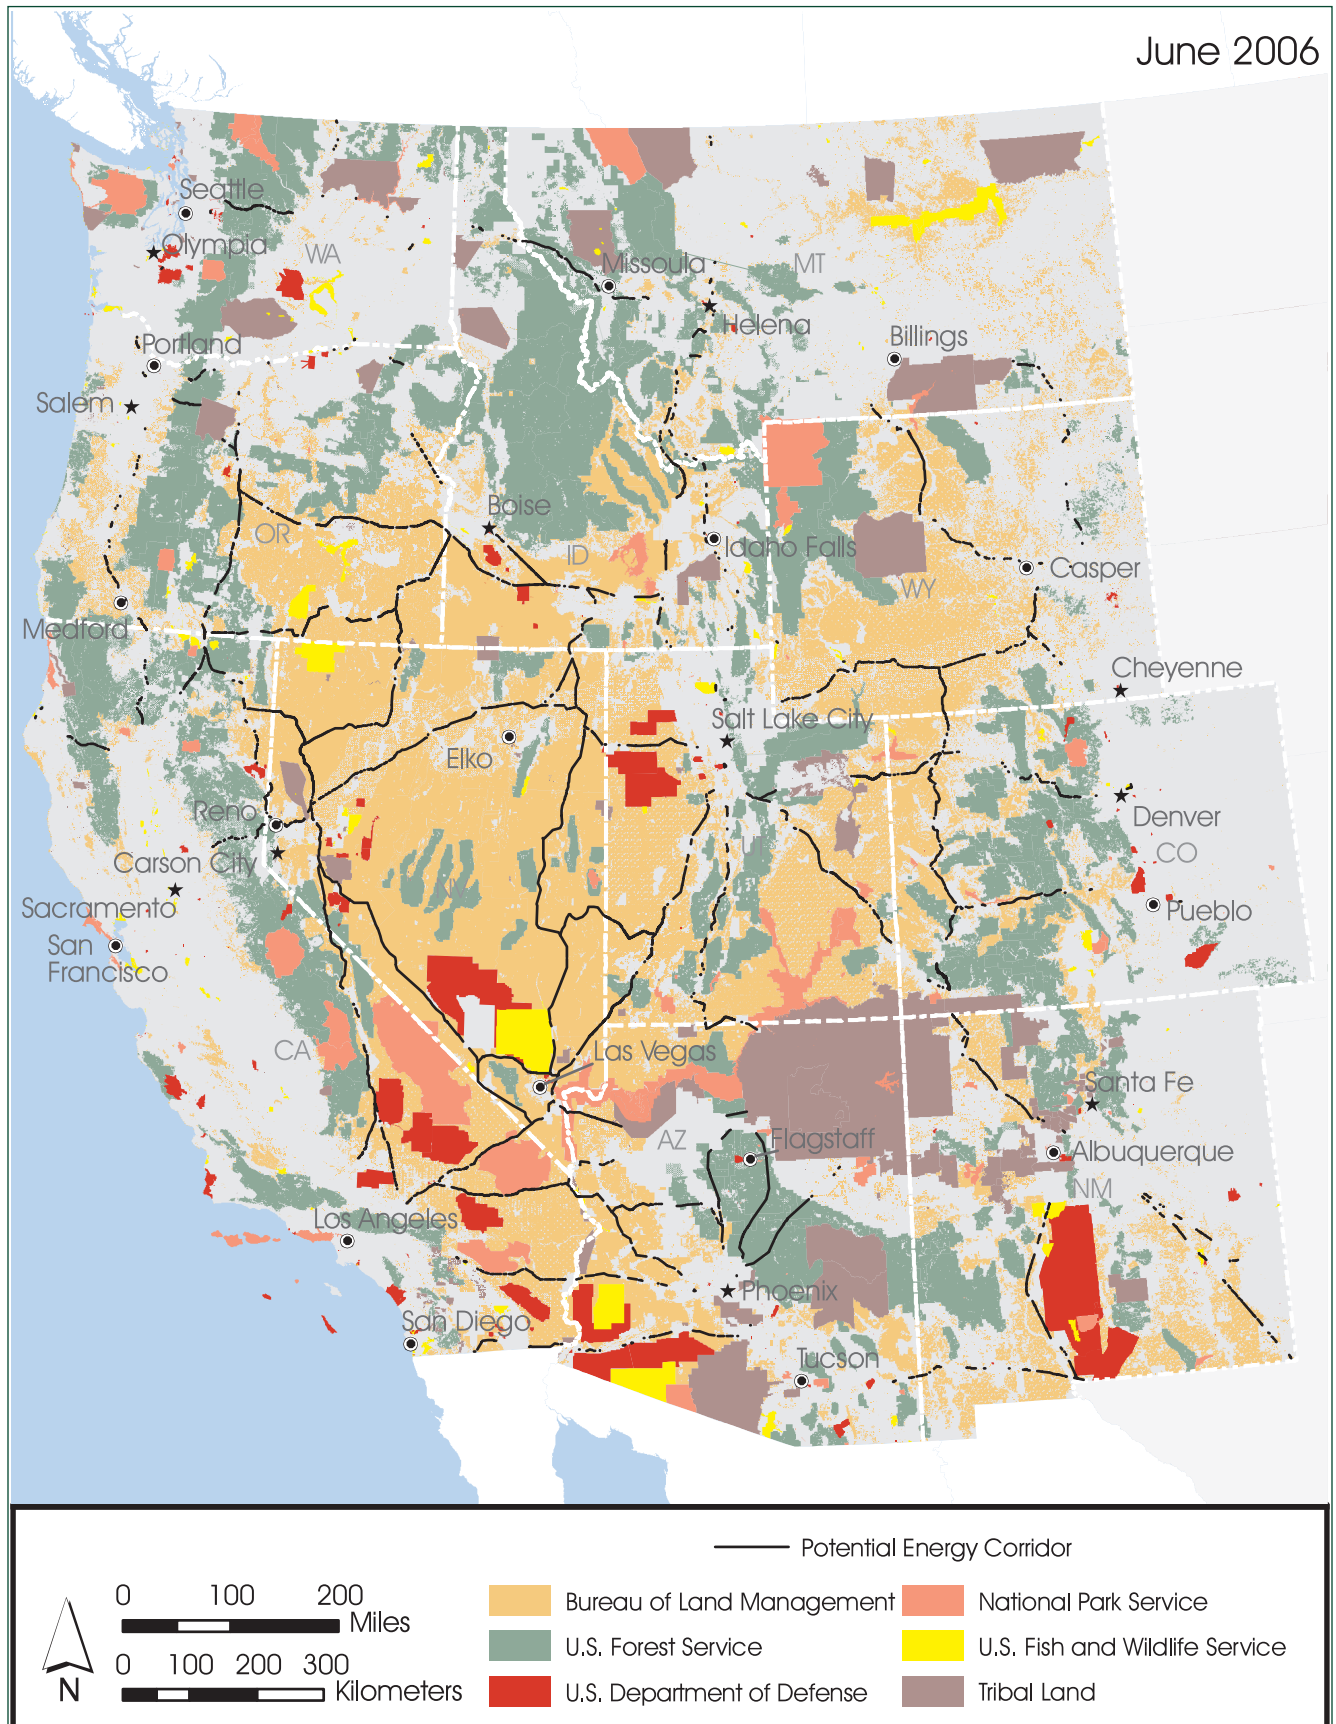 June 2006
Seattle
Olympia
WA
Missoula
MT
Helena
Portland
Billings
Salem
Boise
OR
ID
Idaho Falls
WY
Casper
Medford
Cheyenne
Salt Lake City
Elko
Reno
Denver
UT
CO
Carson City
NV
Sacramento
Pueblo
San
Francisco
CA
Las Vegas
Santa Fe
AZ
Flagstaff
Albuquerque
NM
Los Angeles
Phoenix
San Diego
Tucson
Potential Energy Corridor
0 100 200
Miles
0 100 200 300
Kilometers
N
Bureau of Land Management
National Park Service
U.S. Forest Service
U.S. Fish and Wildlife Service
U.S. Department of Defense
Tribal Land